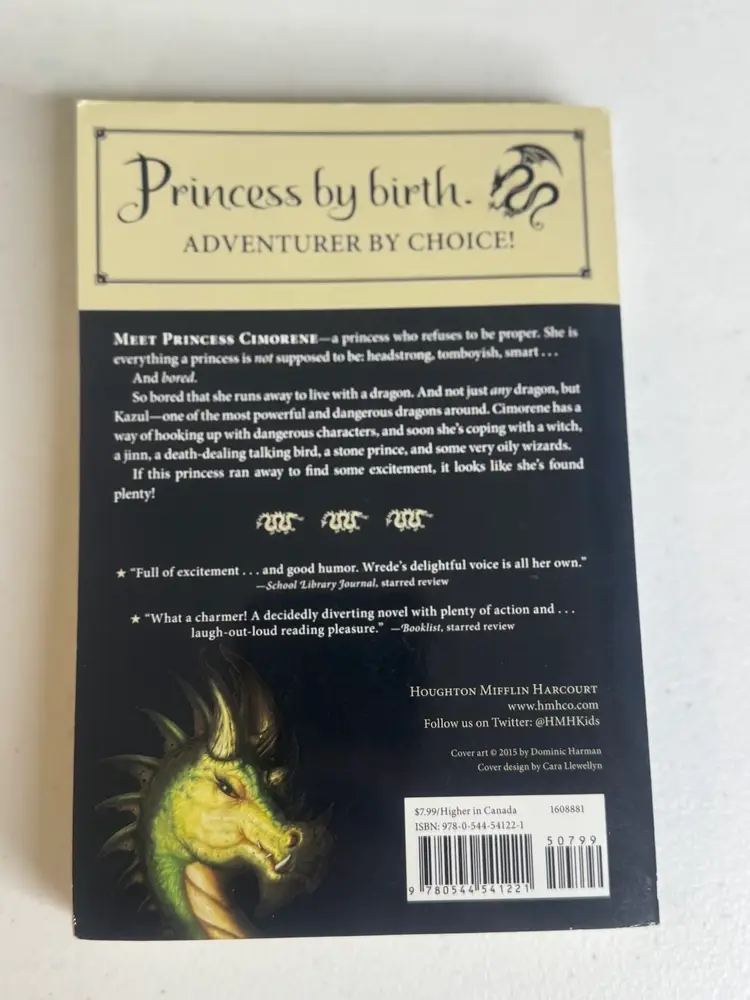 Princess by birth.
ADVENTURER BY CHOICE!
MEET PRINCESS CIMORENE—a princess who refuses to be proper. She is
everything a princess is not supposed to be: headstrong, tomboyish, smart . . .
And bored.
So bored that she runs away to live with a dragon. And not just any dragon, but
Kazul—one of the most powerful and dangerous dragons around. Cimorene has a
way of hooking up with dangerous characters, and soon she's coping with a witch,
a jinn, a death-dealing talking bird, a stone prince, and some very oily wizards.
If this princess ran away to find some excitement, it looks like she's found
plenty!
★ "Full of excitement . . . and good humor. Wrede's delightful voice is all her own."
—School Library Journal, starred review
★ "What a charmer! A decidedly diverting novel with plenty of action and . . .
laugh-out-loud reading pleasure." —Booklist, starred review
HOUGHTON MIFFLIN HARCOURT
www.hmhco.com
Follow us on Twitter: @HMHKids
Cover art © 2015 by Dominic Harman
Cover design by Cara Llewellyn
$7.99/Higher in Canada 1608881
ISBN: 978-0-544-54122-1
50799
9 780544 541221